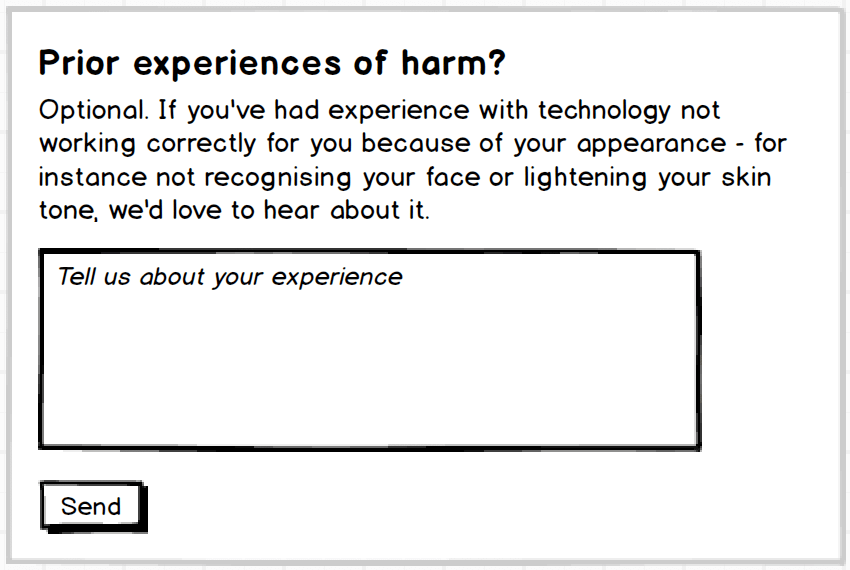 Prior experiences of harm?
Optional. If you've had experience with technology not
working correctly for you because of your appearance - for
instance not recognising your face or lightening your skin
tone, we'd love to hear about it.
Tell us about your experience
Send